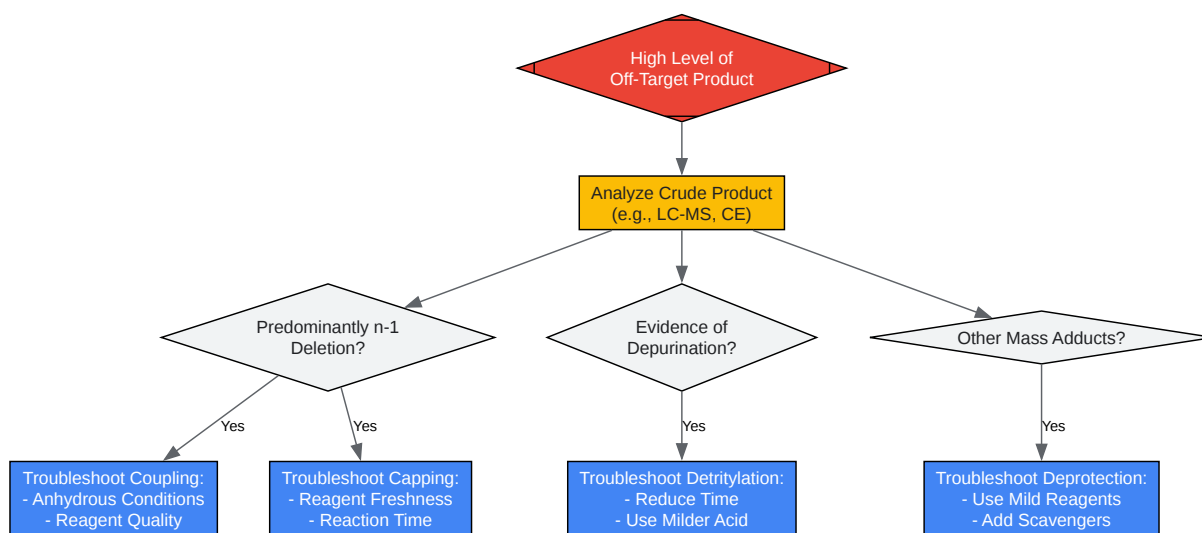 High Level of
Off-Target Product
Analyze Crude Product
(e.g., LC-MS, CE)
Predominantly n-1
Deletion?
Evidence of
Depurination?
Other Mass Adducts?
Yes
Yes
Yes
Yes
Troubleshoot Coupling:
- Anhydrous Conditions
- Reagent Quality
Troubleshoot Capping:
- Reagent Freshness
- Reaction Time
Troubleshoot Detritylation:
- Reduce Time
- Use Milder Acid
Troubleshoot Deprotection:
- Use Mild Reagents
- Add Scavengers